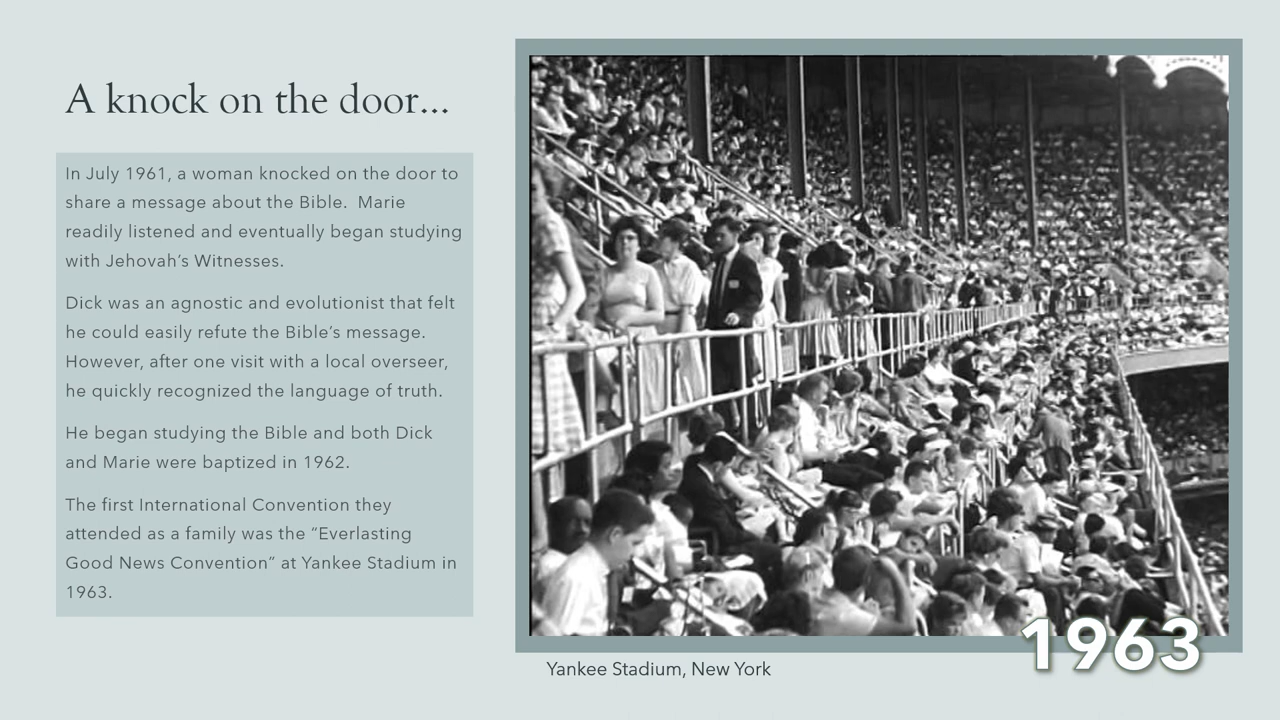 A knock on the door...
In July 1961, a woman knocked on the door to
share a message about the Bible.  Marie
readily listened and eventually began studying
with Jehovah's Witnesses.
Dick was an agnostic and evolutionist that felt
he could easily refute the Bible's message.
However, after one visit with a local overseer,
he quickly recognized the language of truth.
He began studying the Bible and both Dick
and Marie were baptized in 1962.
The first International Convention they
attended as a family was the “Everlasting
Good News Convention” at Yankee Stadium in
1963.
1963
Yankee Stadium, New York